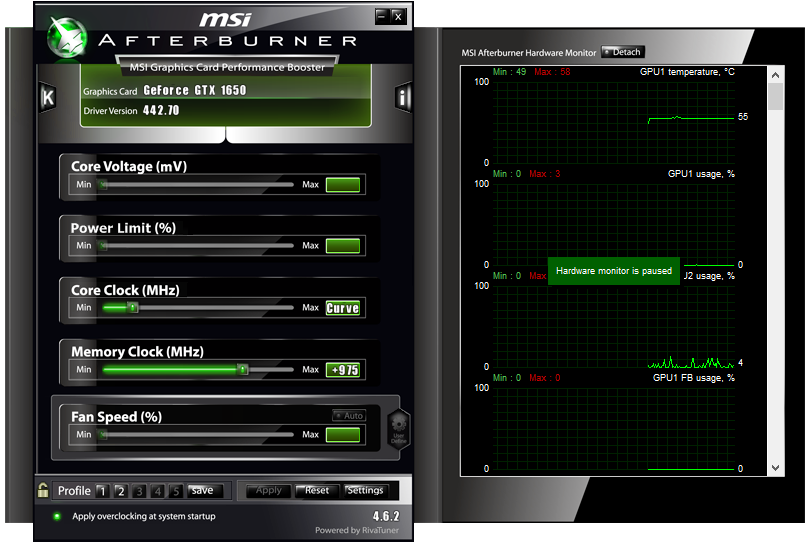 msi
AFTERBURNER
MSI Graphics Card Performance Booster
K
i
Graphics Card GeForce GTX 1650
Driver Version 442.70
Core Voltage (mV)
Min Max
Power Limit (%)
Min Max
Core Clock (MHz)
Min Max Curve
Memory Clock (MHz)
Min Max +975
Fan Speed (%) Auto
Min Max
User Define
Profile 1 2 3 4 5 save Apply Reset Settings
Apply overclocking at system startup 4.6.2
Powered by RivaTuner
MSI Afterburner Hardware Monitor Detach
Min : 49 Max : 58 GPU1 temperature, °C
100
55
0
Min : 0 Max : 3 GPU1 usage, %
100
0 0
Min : 0 Max
Hardware monitor is paused
J2 usage, %
100
0 4
Min : 0 Max : 0 GPU1 FB usage, %
100
0 0